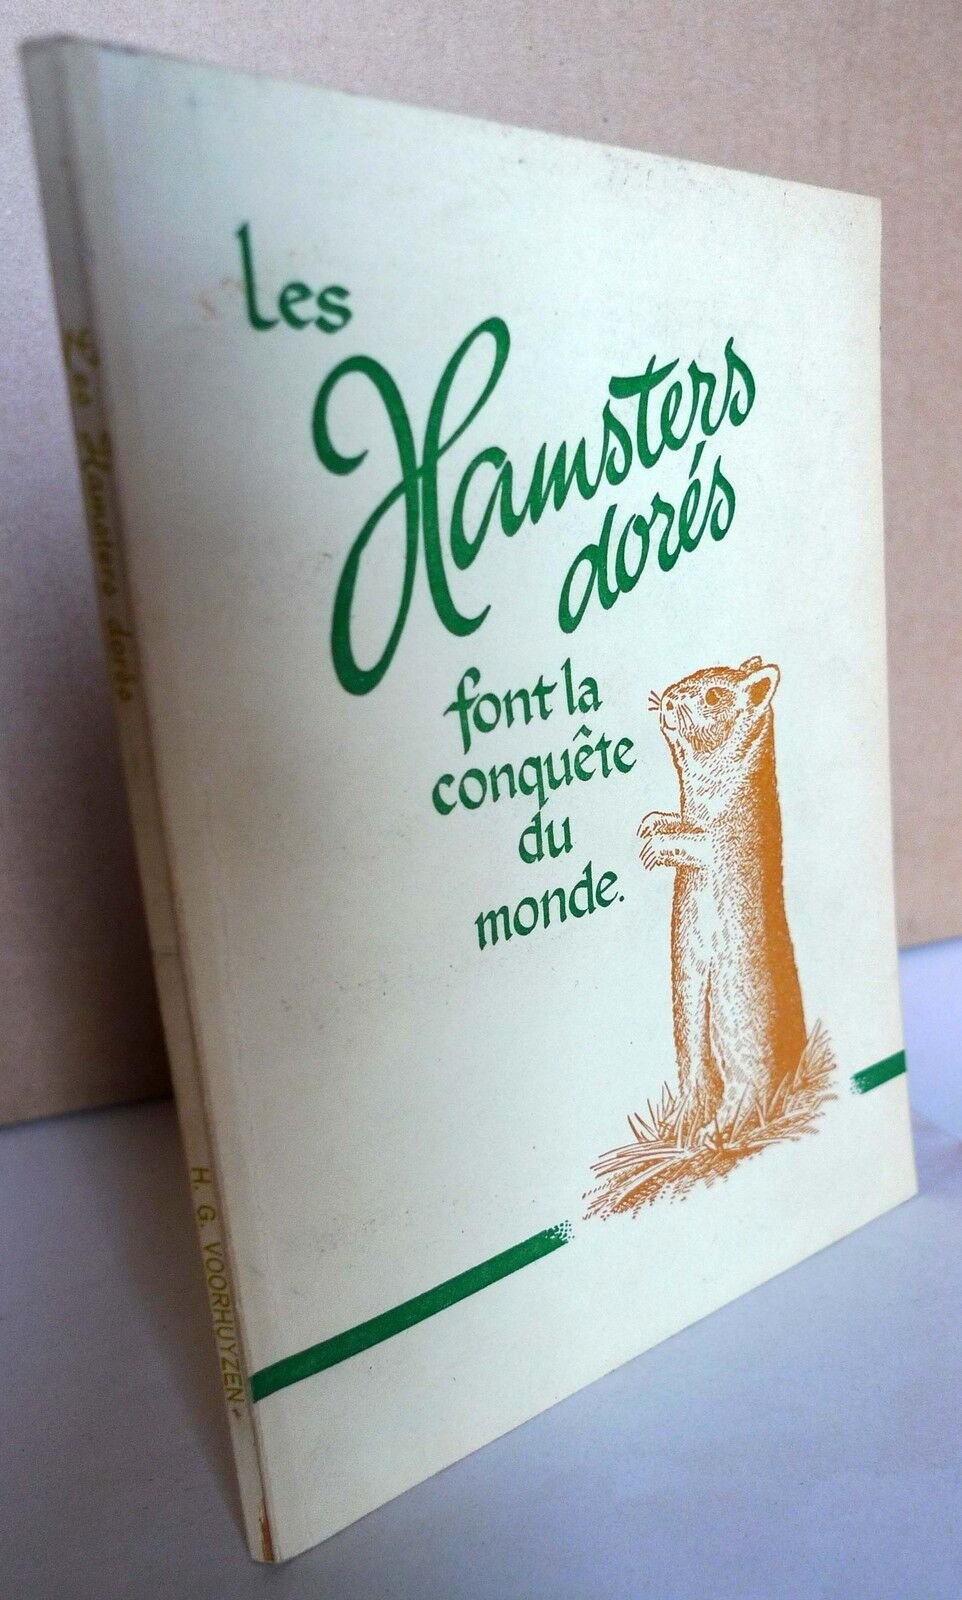 les
Hamsters
dorés
font la
conquête
du
monde.
Les Hamsters dorés
H. G. VOORHUYZEN